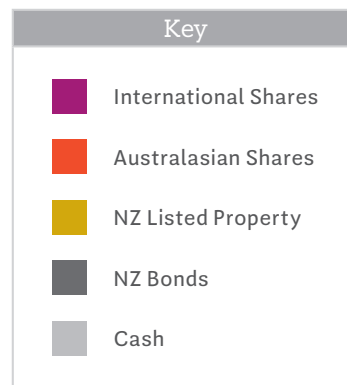 Key
International Shares
Australasian Shares
NZ Listed Property
NZ Bonds
Cash